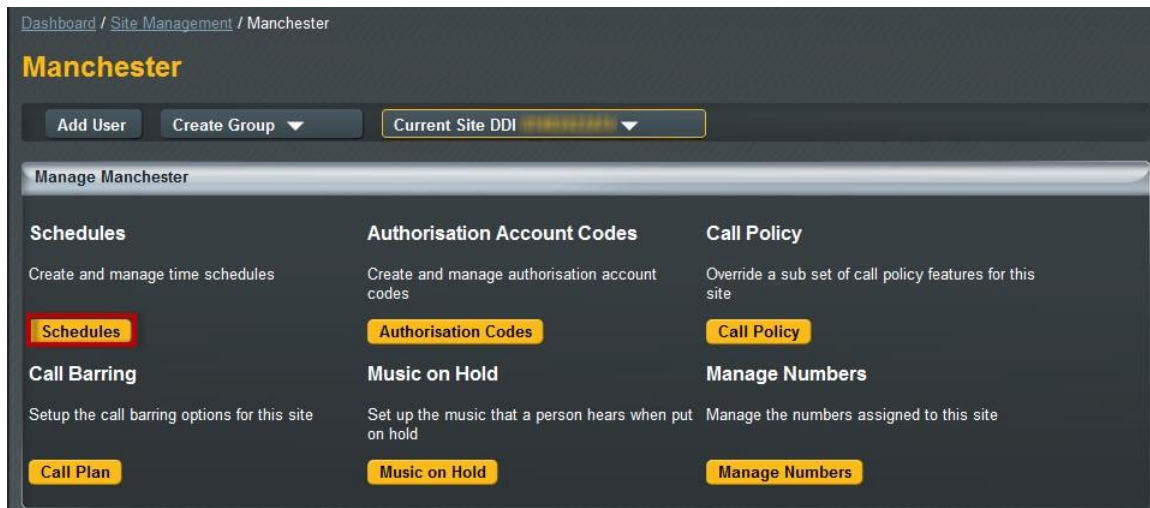 Dashboard / Site Management / Manchester
Manchester
Add User
Create Group
Current Site DDI
Manage Manchester
Schedules
Create and manage time schedules
Schedules
Authorisation Account Codes
Create and manage authorisation account
codes
Authorisation Codes
Call Policy
Override a sub set of call policy features for this
site
Call Policy
Call Barring
Setup the call barring options for this site
Call Plan
Music on Hold
Set up the music that a person hears when put
on hold
Music on Hold
Manage Numbers
Manage the numbers assigned to this site
Manage Numbers